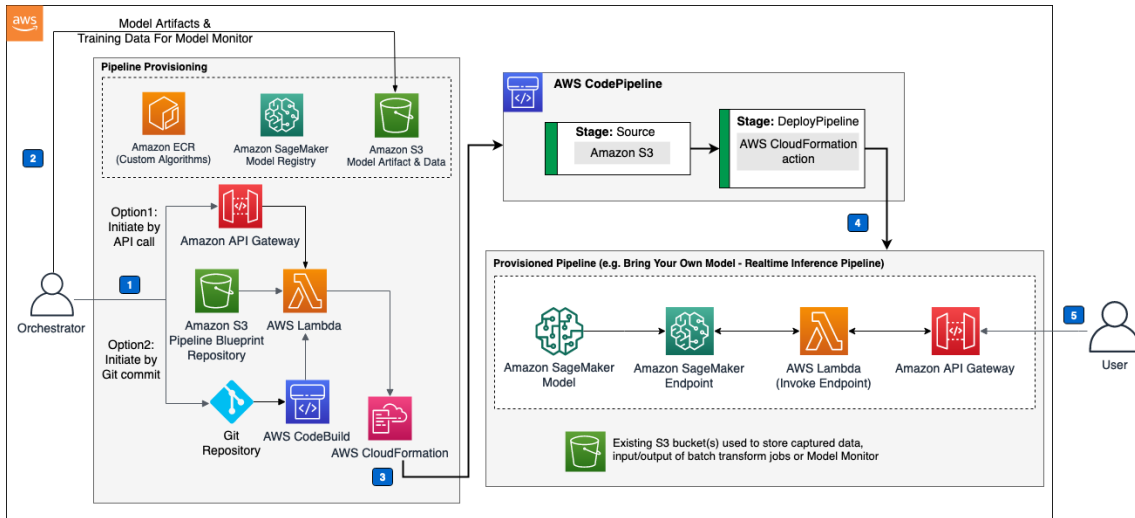 aws
Model Artifacts &
Training Data For Model Monitor
Pipeline Provisioning
Amazon ECR
(Custom Algorithms)
Amazon SageMaker
Model Registry
Amazon S3
Model Artifact & Data
2
Option1:
Initiate by
API call
Amazon API Gateway
1
Orchestrator
Amazon S3
Pipeline Blueprint
Repository
AWS Lambda
Option2:
Initiate by
Git commit
Git
Repository
AWS CodeBuild
AWS CloudFormation
3
AWS CodePipeline
Stage: Source
Amazon S3
Stage: DeployPipeline
AWS CloudFormation
action
4
Provisioned Pipeline (e.g. Bring Your Own Model - Realtime Inference Pipeline)
Amazon SageMaker
Model
Amazon SageMaker
Endpoint
AWS Lambda
(Invoke Endpoint)
Amazon API Gateway
5
User
Existing S3 bucket(s) used to store captured data,
input/output of batch transform jobs or Model Monitor